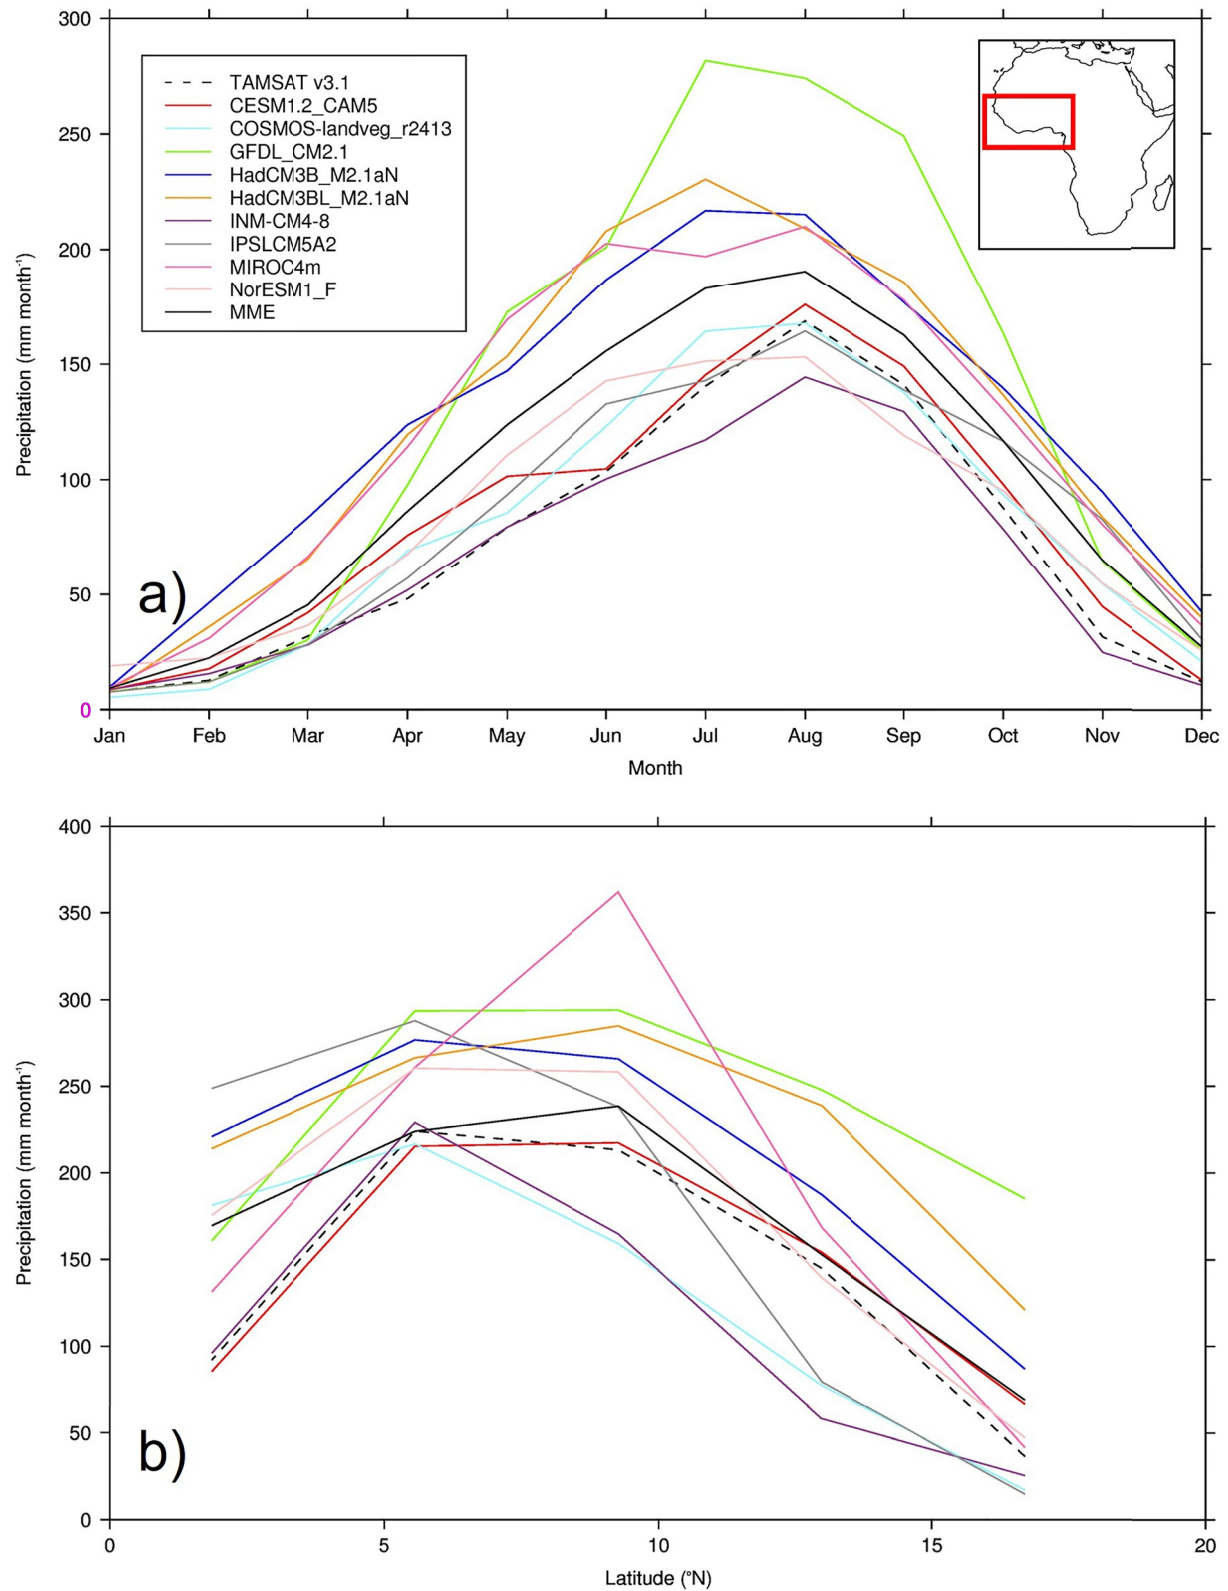 300
250
200
150
100
50
0
Precipitation (mm month⁻¹)
TAMSAT v3.1
CESM1.2_CAM5
COSMOS-landveg_r2413
GFDL_CM2.1
HadCM3B_M2.1aN
HadCM3BL_M2.1aN
INM-CM4-8
IPSLCM5A2
MIROC4m
NorESM1_F
MME
a)
Jan Feb Mar Apr May Jun Jul Aug Sep Oct Nov Dec
Month
400
350
300
250
200
150
100
50
0
Precipitation (mm month⁻¹)
b)
0 5 10 15 20
Latitude (°N)